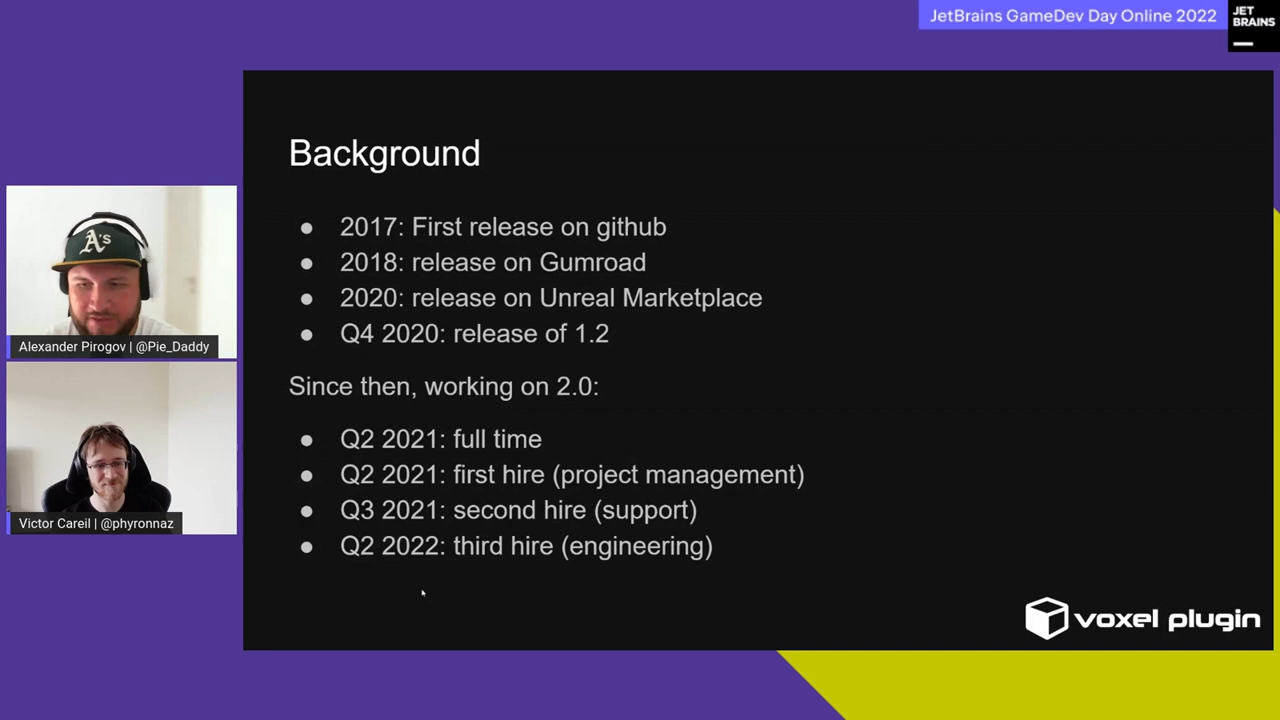 JetBrains GameDev Day Online 2022
JET
BRAINS
Background
● 2017: First release on github
● 2018: release on Gumroad
● 2020: release on Unreal Marketplace
● Q4 2020: release of 1.2
Since then, working on 2.0:
● Q2 2021: full time
● Q2 2021: first hire (project management)
● Q3 2021: second hire (support)
● Q2 2022: third hire (engineering)
voxel plugin
A's
Alexander Pirogov | @Pie_Daddy
Victor Careil | @phyronnaz